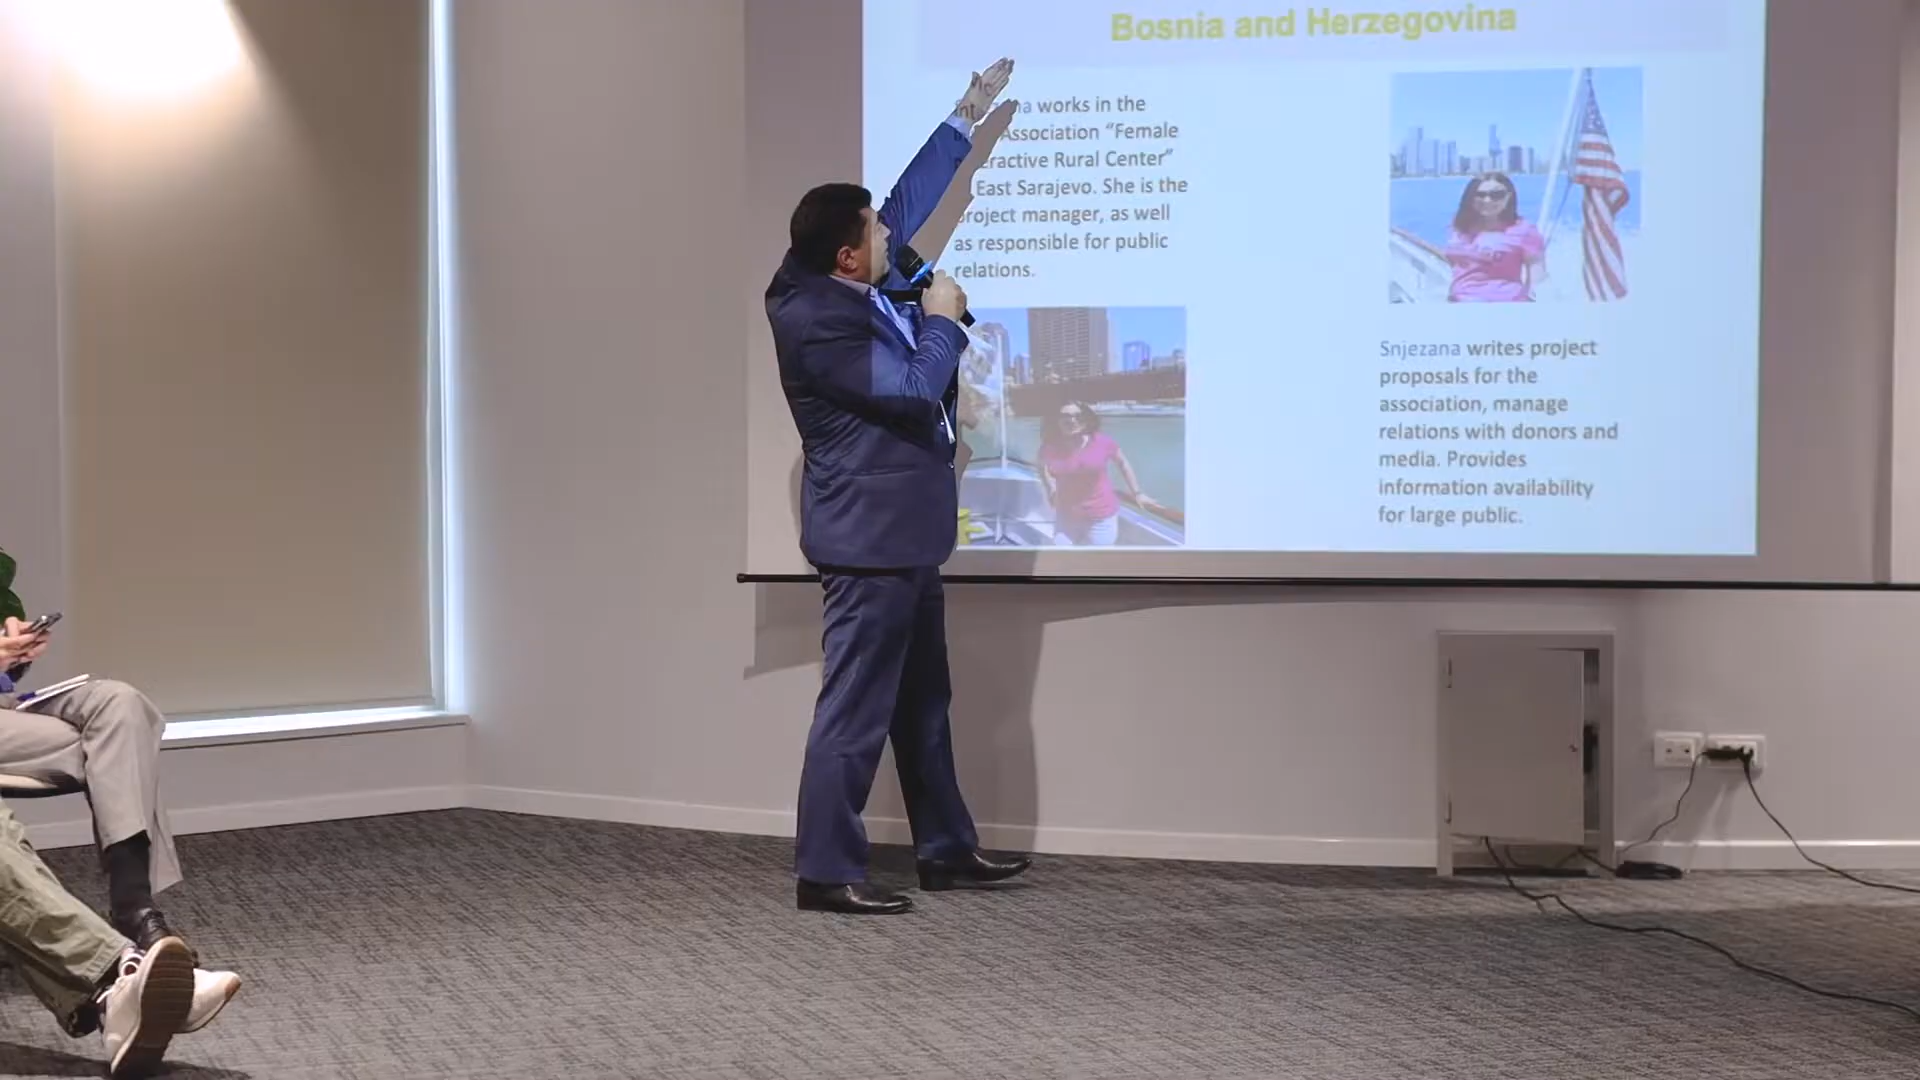 Bosnia and Herzegovina
works in the
Association “Female
Rural Center”
East Sarajevo. She is the
project manager, as well
as responsible for public
relations.
Snjezana writes project
proposals for the
association, manage
relations with donors and
media. Provides
information availability
for large public.